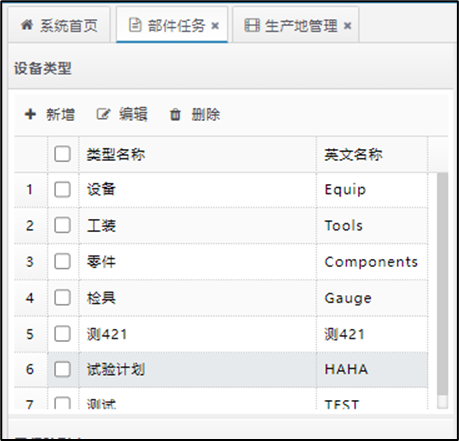 系统首页 部件任务 × 生产地管理 ×
设备类型
新增 编辑 删除
类型名称 英文名称
1 设备 Equip
2 工装 Tools
3 零件 Components
4 检具 Gauge
5 测421 测421
6 试验计划 HAHA
7 测试 TEST